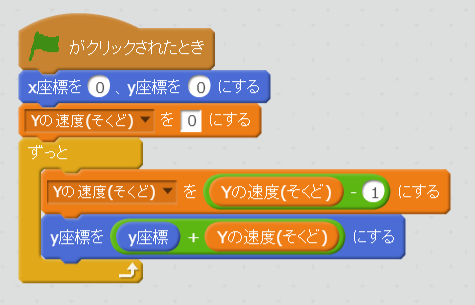 がクリックされたとき
x座標を 0 、y座標を 0 にする
Yの速度(そくど) を 0 にする
ずっと
Yの速度(そくど) を Yの速度(そくど) - 1 にする
y座標を y座標 + Yの速度(そくど) にする